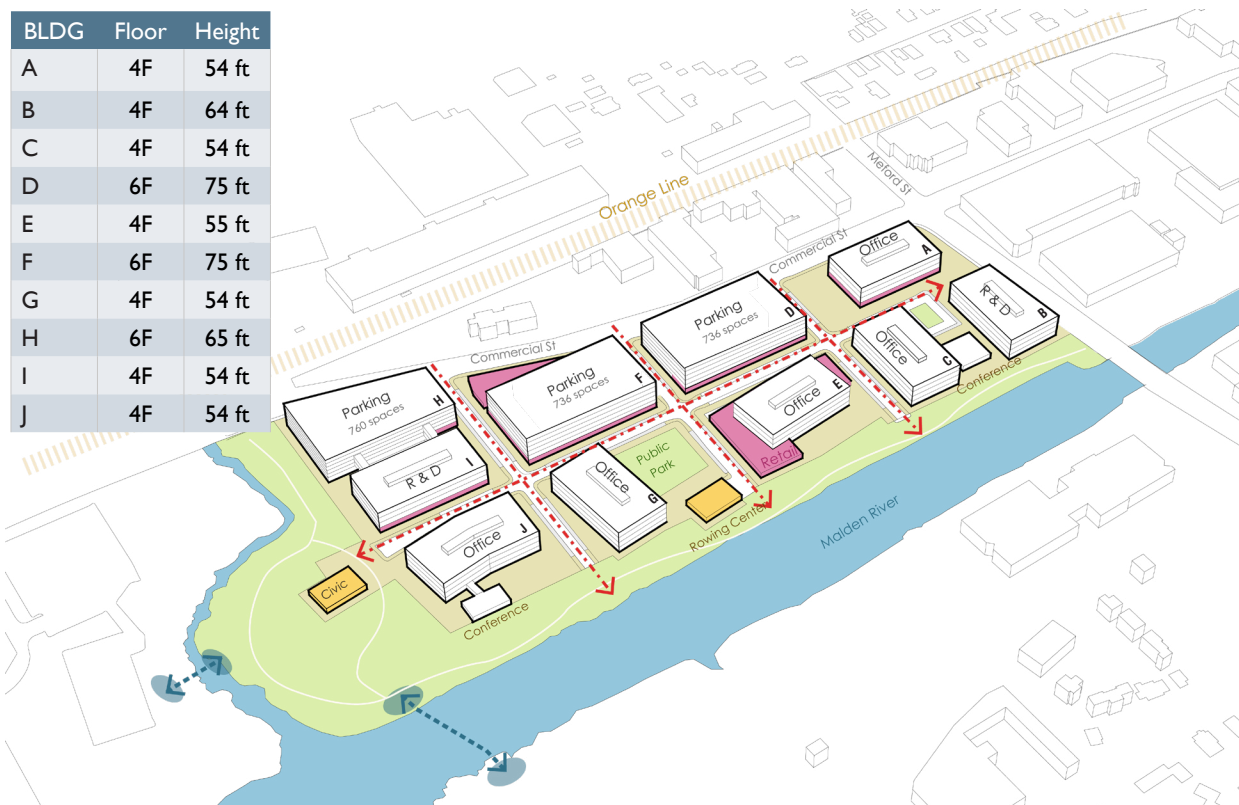 BLDG Floor Height
A 4F 54 ft
B 4F 64 ft
C 4F 54 ft
D 6F 75 ft
E 4F 55 ft
F 6F 75 ft
G 4F 54 ft
H 6F 65 ft
I 4F 54 ft
J 4F 54 ft
Orange Line
Meford St
Commercial St
Office
A
R & D
B
Parking
736 spaces
D
Office
C
Conference
Commercial St
Parking
736 spaces
F
Office
E
Retail
Parking
760 spaces
H
R & D
I
Public
Park
Office
G
Rowing Center
Malden River
Office
J
Civic
Conference